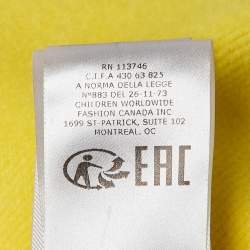 RN 113746
C.I.F.A 430 63 825
A NORMA DELLA LEGGE
N°883 DEL 26-11-73
CHILDREN WORLDWIDE
FASHION CANADA INC
1699 ST-PATRICK, SUITE 102
MONTREAL, QC
EAC